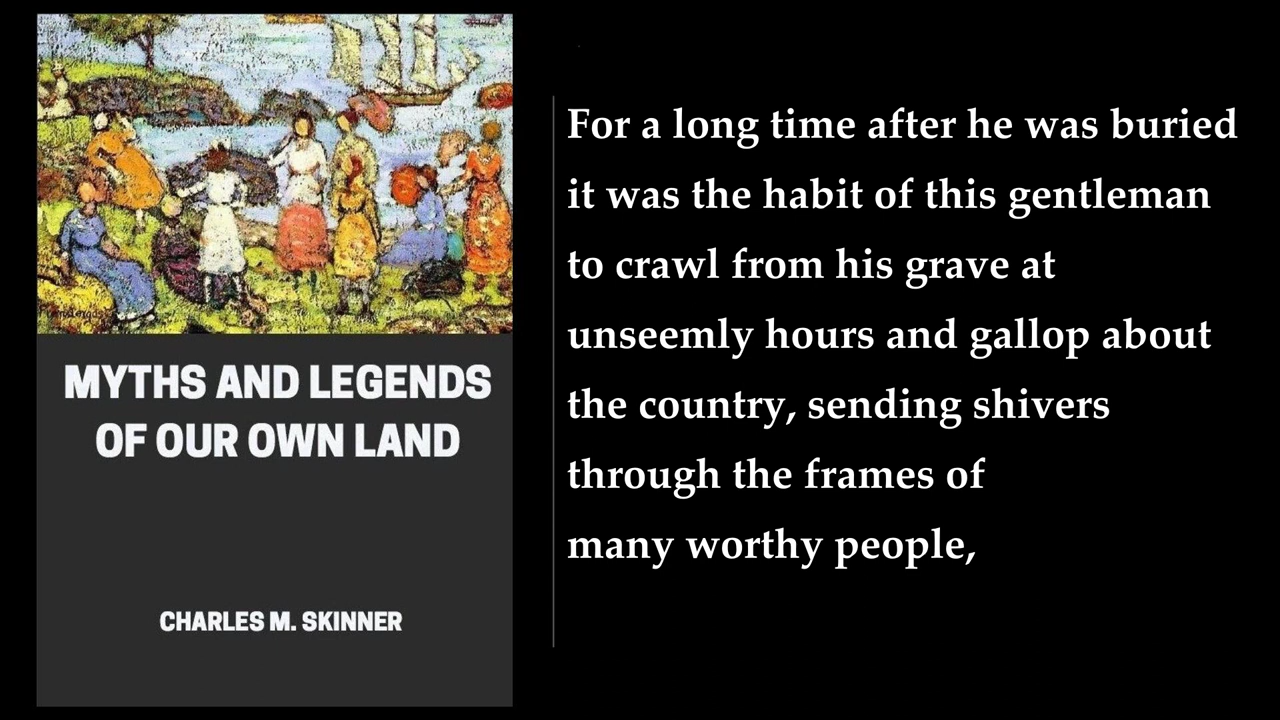 MYTHS AND LEGENDS
OF OUR OWN LAND
CHARLES M. SKINNER
For a long time after he was buried
it was the habit of this gentleman
to crawl from his grave at
unseemly hours and gallop about
the country, sending shivers
through the frames of
many worthy people,